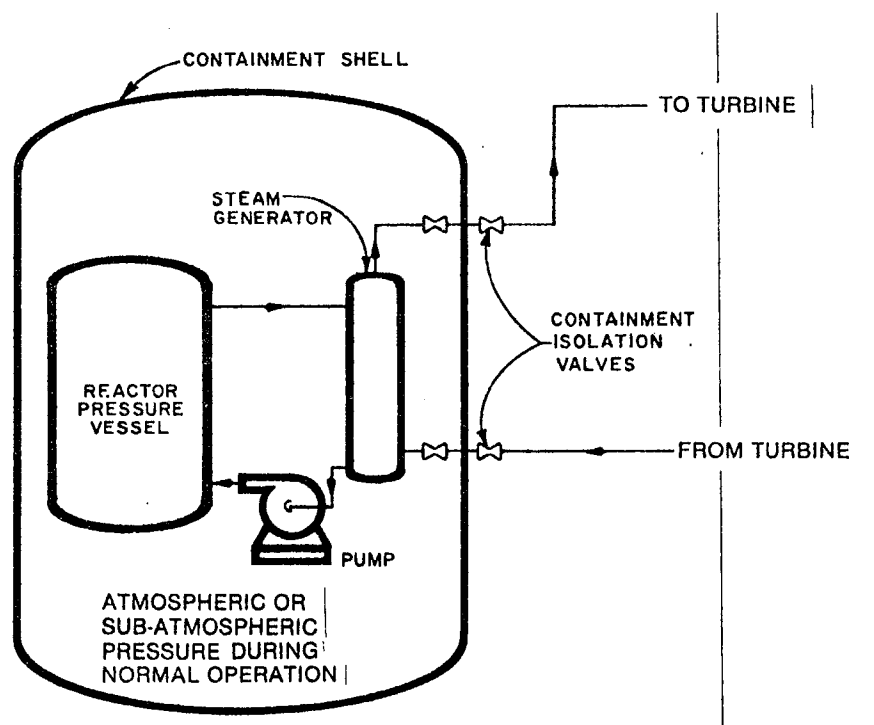 CONTAINMENT SHELL
TO TURBINE
STEAM
GENERATOR
CONTAINMENT
ISOLATION
VALVES
REACTOR
PRESSURE
VESSEL
FROM TURBINE
PUMP
ATMOSPHERIC OR
SUB-ATMOSPHERIC
PRESSURE DURING
NORMAL OPERATION